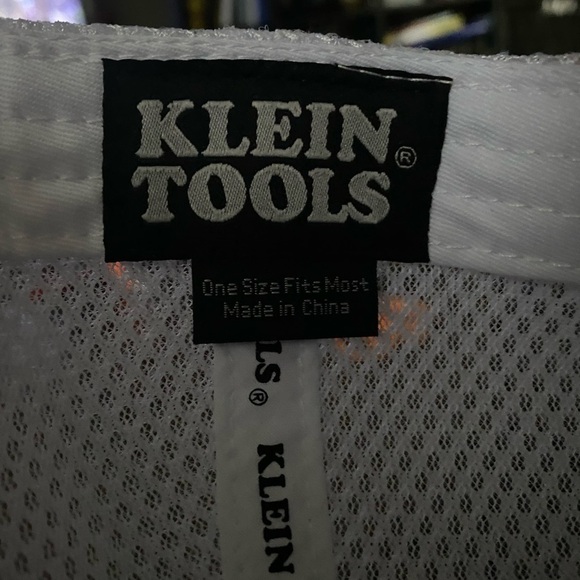 KLEIN
TOOLS®
One Size Fits Most
Made in China
LS® KLEIN